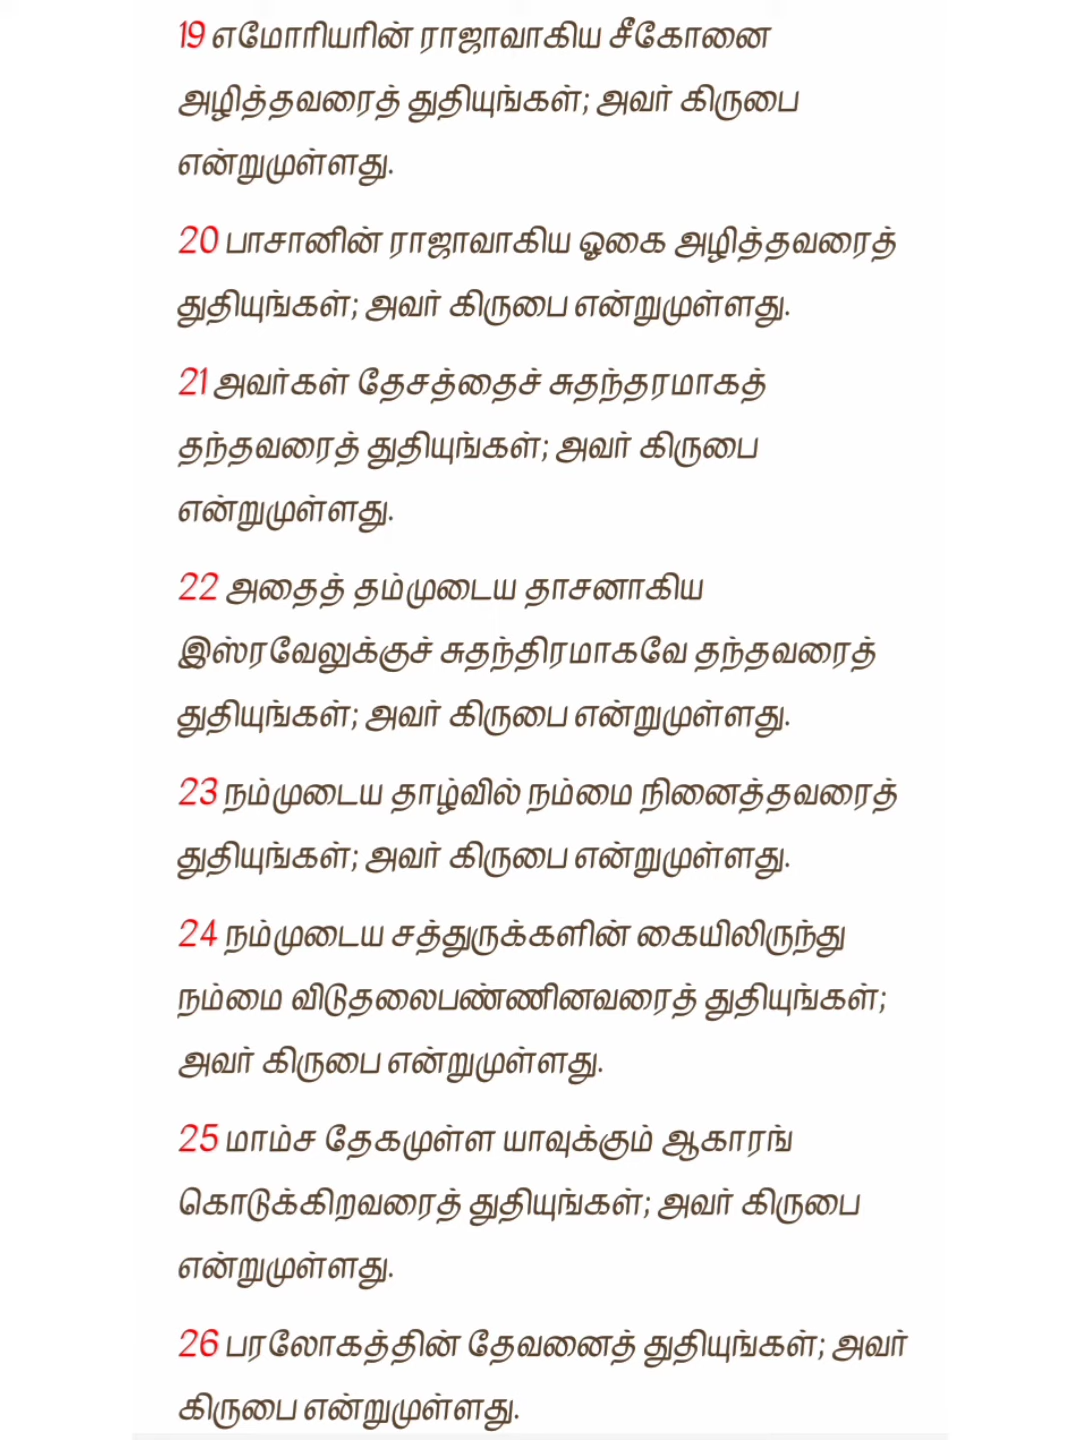 19 எமோரியரின் ராஜாவாகிய சீகோனை
அழித்தவரைத் துதியுங்கள்; அவர் கிருபை
என்றுமுள்ளது.
20 பாசானின் ராஜாவாகிய ஓகை அழித்தவரைத்
துதியுங்கள்; அவர் கிருபை என்றுமுள்ளது.
21 அவர்கள் தேசத்தைச் சுதந்தரமாகத்
தந்தவரைத் துதியுங்கள்; அவர் கிருபை
என்றுமுள்ளது.
22 அதைத் தம்முடைய தாசனாகிய
இஸ்ரவேலுக்குச் சுதந்திரமாகவே தந்தவரைத்
துதியுங்கள்; அவர் கிருபை என்றுமுள்ளது.
23 நம்முடைய தாழ்வில் நம்மை நினைத்தவரைத்
துதியுங்கள்; அவர் கிருபை என்றுமுள்ளது.
24 நம்முடைய சத்துருக்களின் கையிலிருந்து
நம்மை விடுதலைபண்ணினவரைத் துதியுங்கள்;
அவர் கிருபை என்றுமுள்ளது.
25 மாம்ச தேகமுள்ள யாவுக்கும் ஆகாரங்
கொடுக்கிறவரைத் துதியுங்கள்; அவர் கிருபை
என்றுமுள்ளது.
26 பரலோகத்தின் தேவனைத் துதியுங்கள்; அவர்
கிருபை என்றுமுள்ளது.